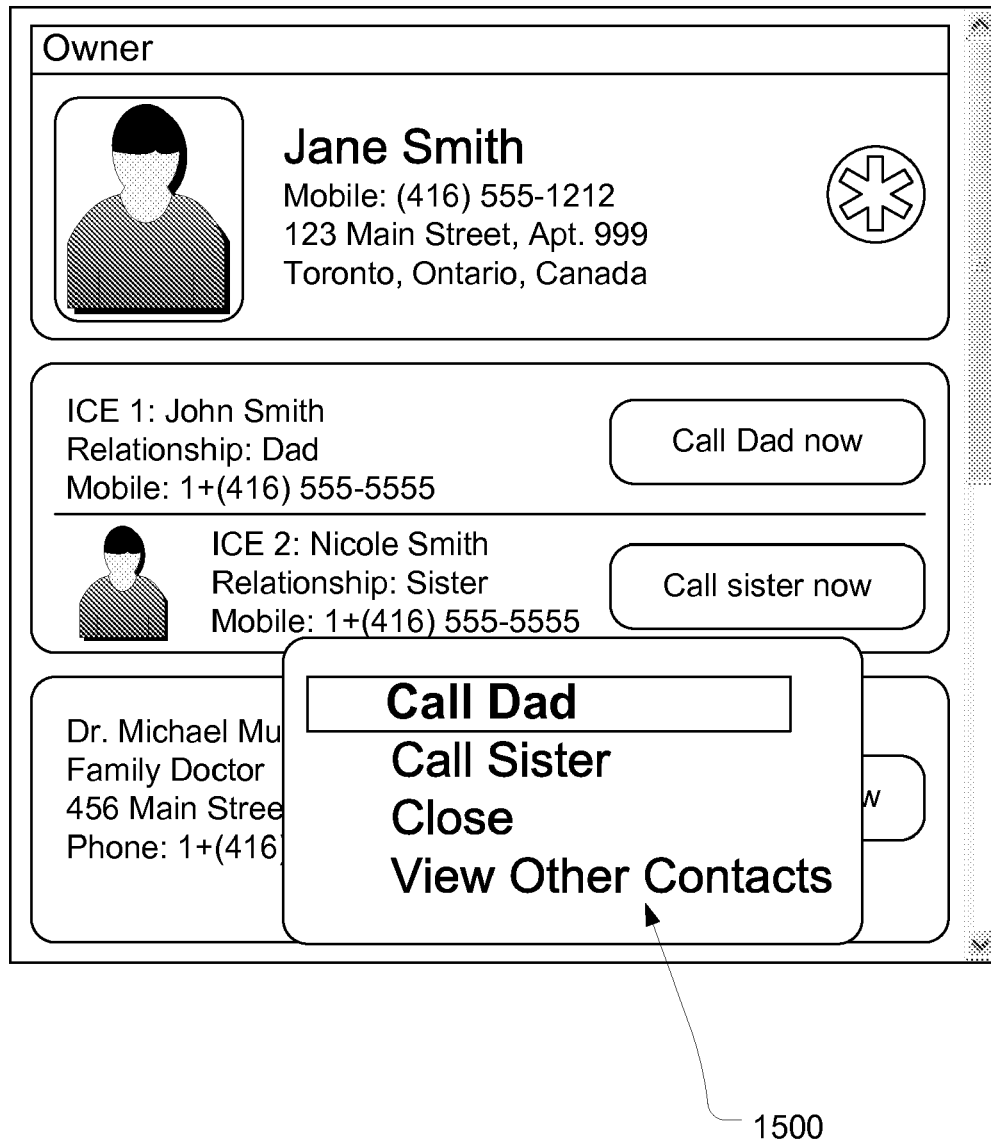 Owner
Jane Smith
Mobile: (416) 555-1212
123 Main Street, Apt. 999
Toronto, Ontario, Canada
ICE 1: John Smith
Relationship: Dad
Mobile: 1+(416) 555-5555
Call Dad now
ICE 2: Nicole Smith
Relationship: Sister
Mobile: 1+(416) 555-5555
Call sister now
Dr. Michael Mu
Family Doctor
456 Main Stree
Phone: 1+(416)
w
Call Dad
Call Sister
Close
View Other Contacts
1500